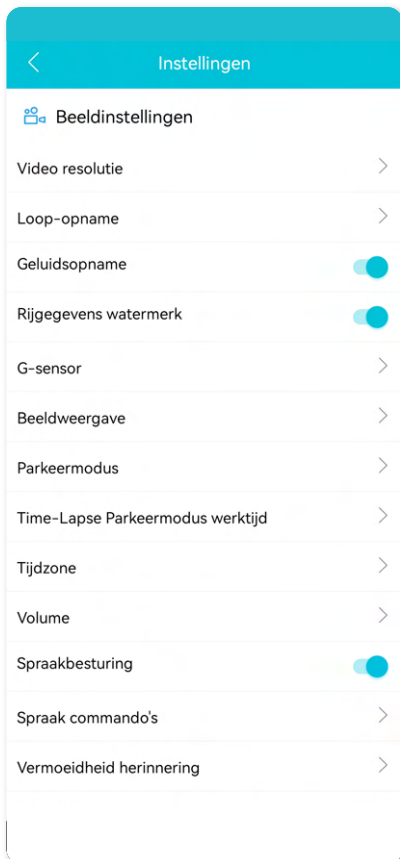 Instellingen
Beeldinstellingen
Video resolutie
Loop-opname
Geluidsopname
Rijgegevens watermerk
G-sensor
Beeldweergave
Parkeermodus
Time-Lapse Parkeermodus werktijd
Tijdzone
Volume
Spraakbesturing
Spraak commando's
Vermoeidheid herinnering